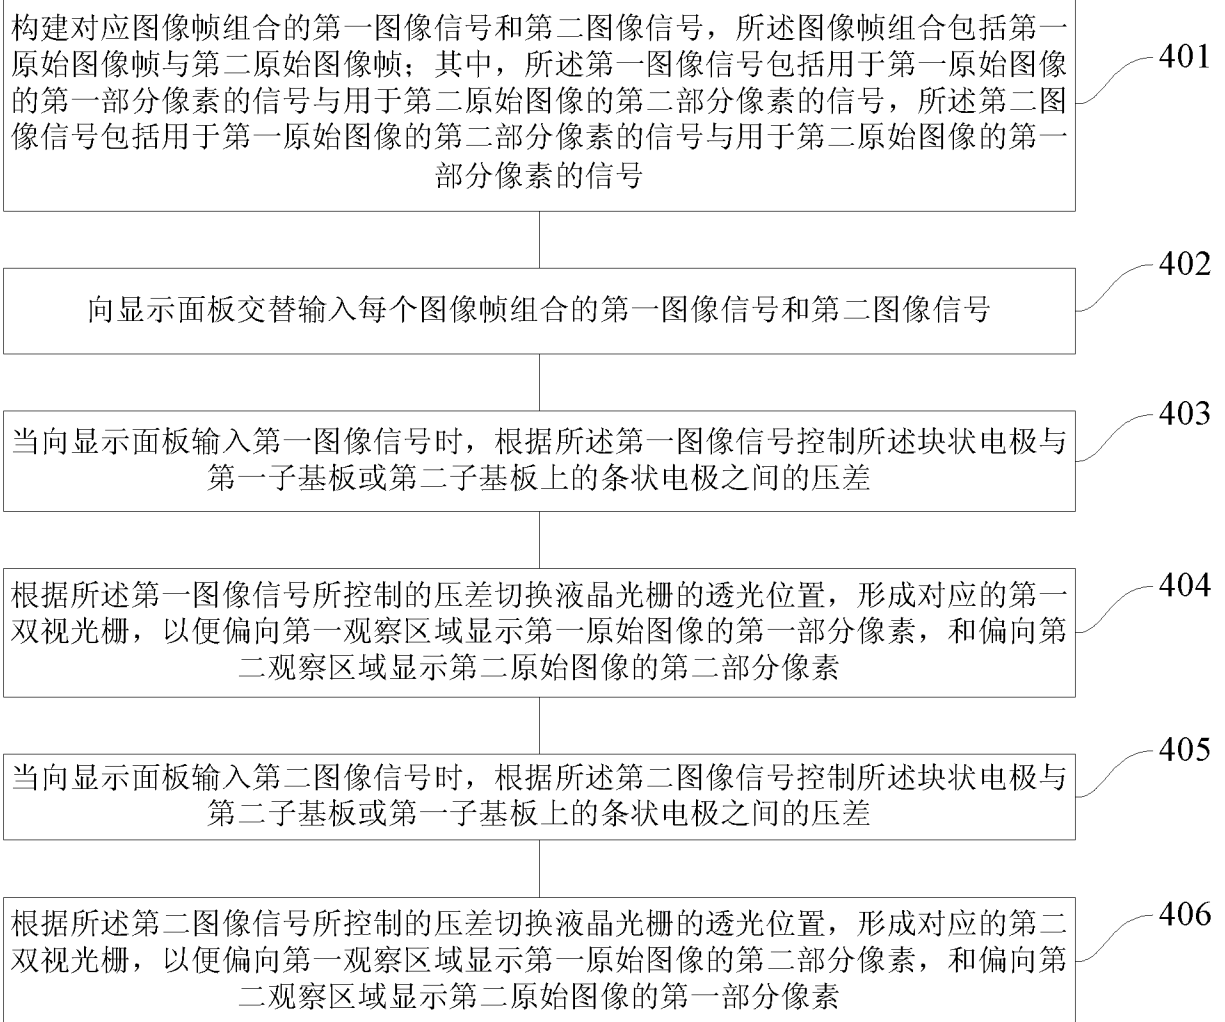 构建对应图像帧组合的第一图像信号和第二图像信号，所述图像帧组合包括第一
原始图像帧与第二原始图像帧；其中，所述第一图像信号包括用于第一原始图像
的第一部分像素的信号与用于第二原始图像的第二部分像素的信号，所述第二图
像信号包括用于第一原始图像的第二部分像素的信号与用于第二原始图像的第一
部分像素的信号
401
向显示面板交替输入每个图像帧组合的第一图像信号和第二图像信号
402
当向显示面板输入第一图像信号时，根据所述第一图像信号控制所述块状电极与
第一子基板或第二子基板上的条状电极之间的压差
403
根据所述第一图像信号所控制的压差切换液晶光栅的透光位置，形成对应的第一
双视光栅，以便偏向第一观察区域显示第一原始图像的第一部分像素，和偏向第
二观察区域显示第二原始图像的第二部分像素
404
当向显示面板输入第二图像信号时，根据所述第二图像信号控制所述块状电极与
第二子基板或第一子基板上的条状电极之间的压差
405
根据所述第二图像信号所控制的压差切换液晶光栅的透光位置，形成对应的第二
双视光栅，以便偏向第一观察区域显示第一原始图像的第二部分像素，和偏向第
二观察区域显示第二原始图像的第一部分像素
406